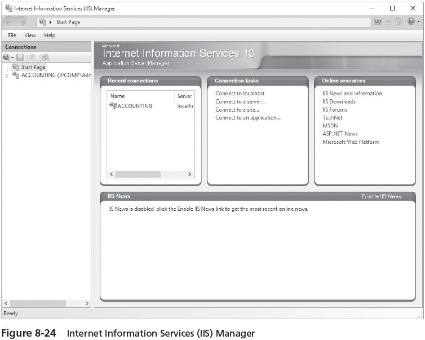 Internet Information Services (IIS) Manager
Start Page
File View Help
Connections
Start Page
ACCOUNTING (JPCOMP\Adr
Microsoft
Internet Information Services 10
Application Server Manager
Recent connections
Name Server
ACCOUNTING localho
Connection tasks
Connect to localhost
Connect to a server...
Connect to a site...
Connect to an application...
Online resources
IIS News and Information
IIS Downloads
IIS Forums
TechNet
MSDN
ASP.NET News
Microsoft Web Platform
IIS News
Enable IIS News
IIS News is disabled, click the Enable IIS News link to get the most recent online news.
Ready
Figure 8-24 Internet Information Services (IIS) Manager